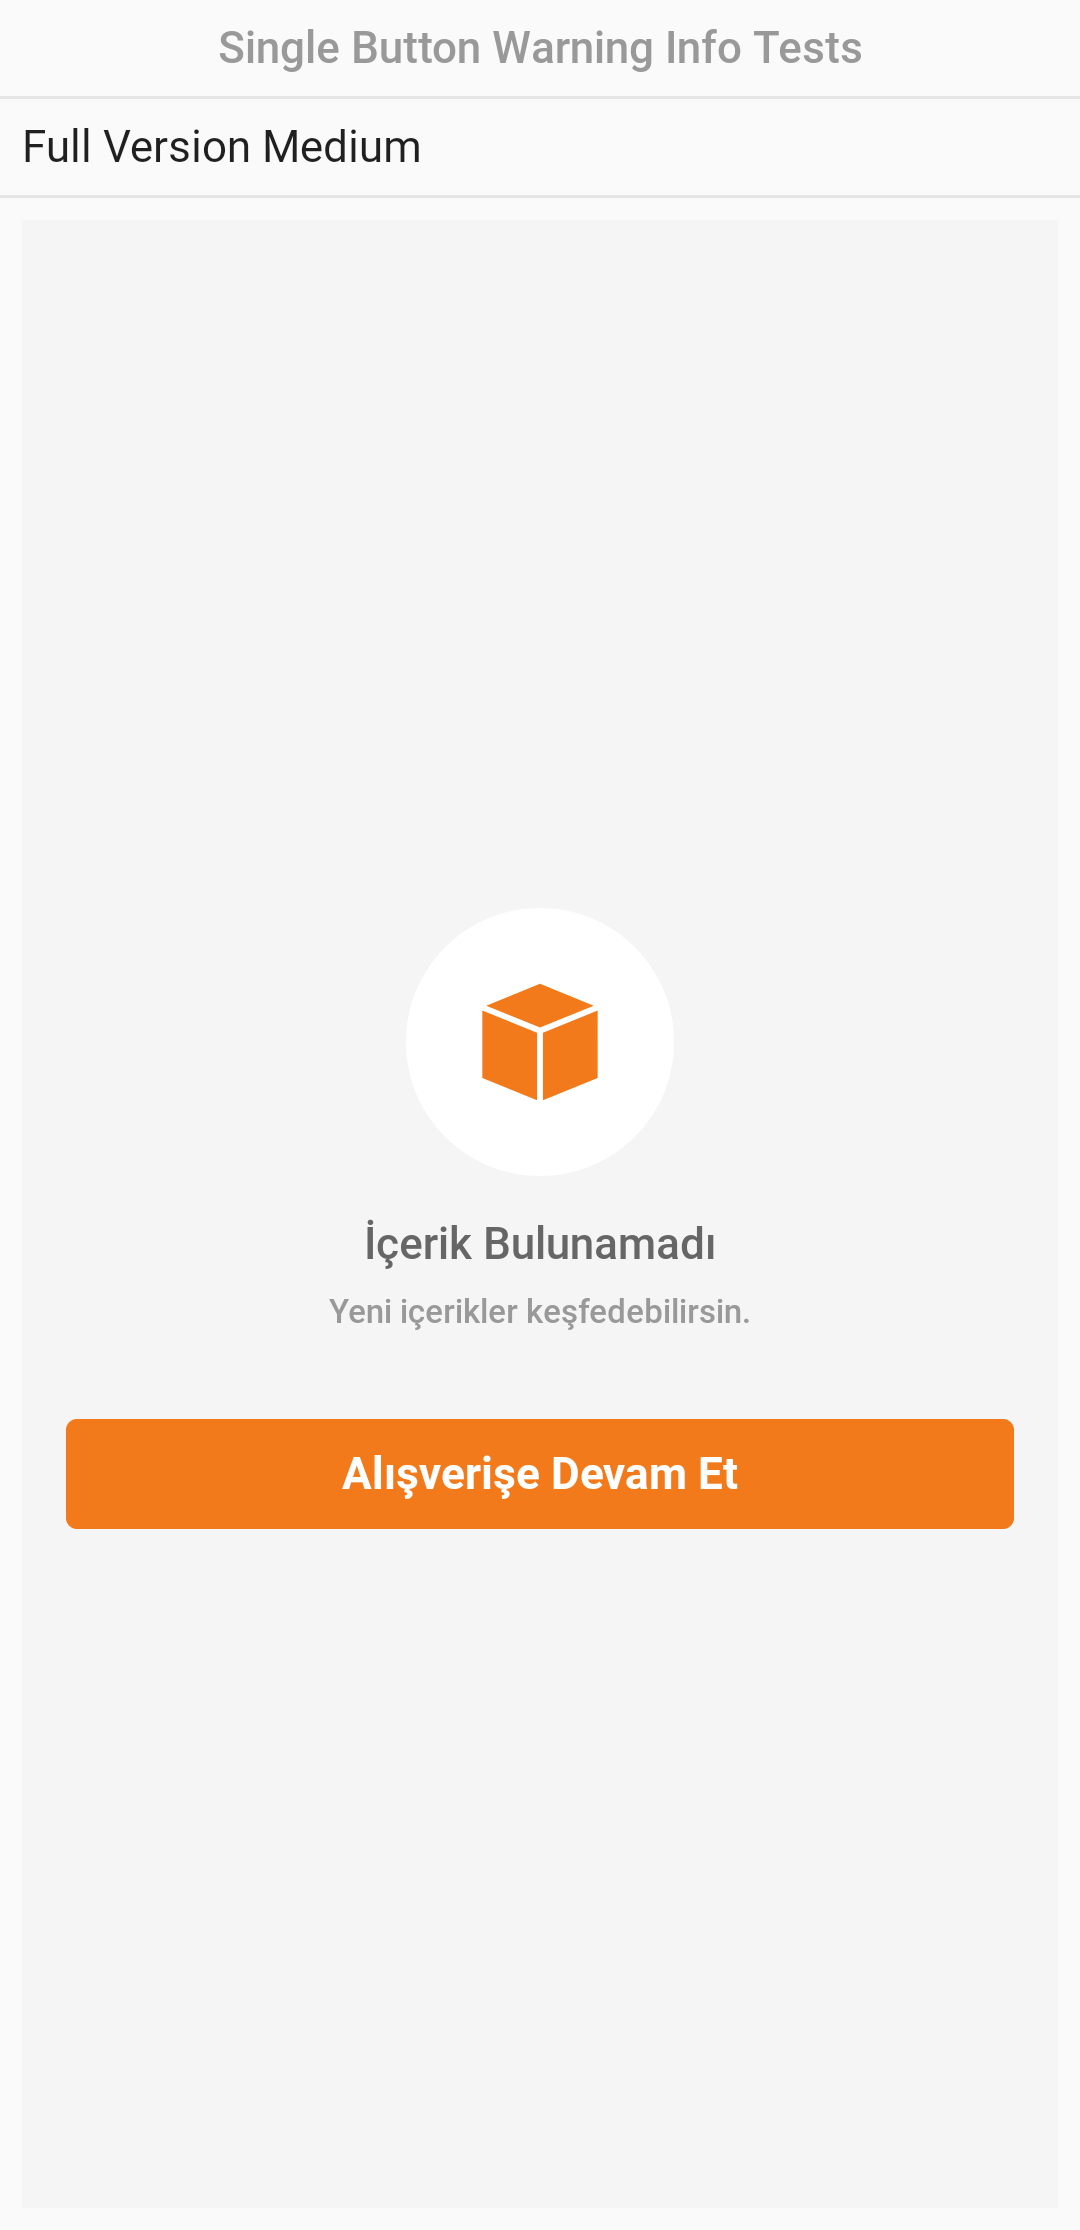 Single Button Warning Info Tests
Full Version Medium
İçerik Bulunamadı
Yeni içerikler keşfedebilirsin.
Alışverişe Devam Et